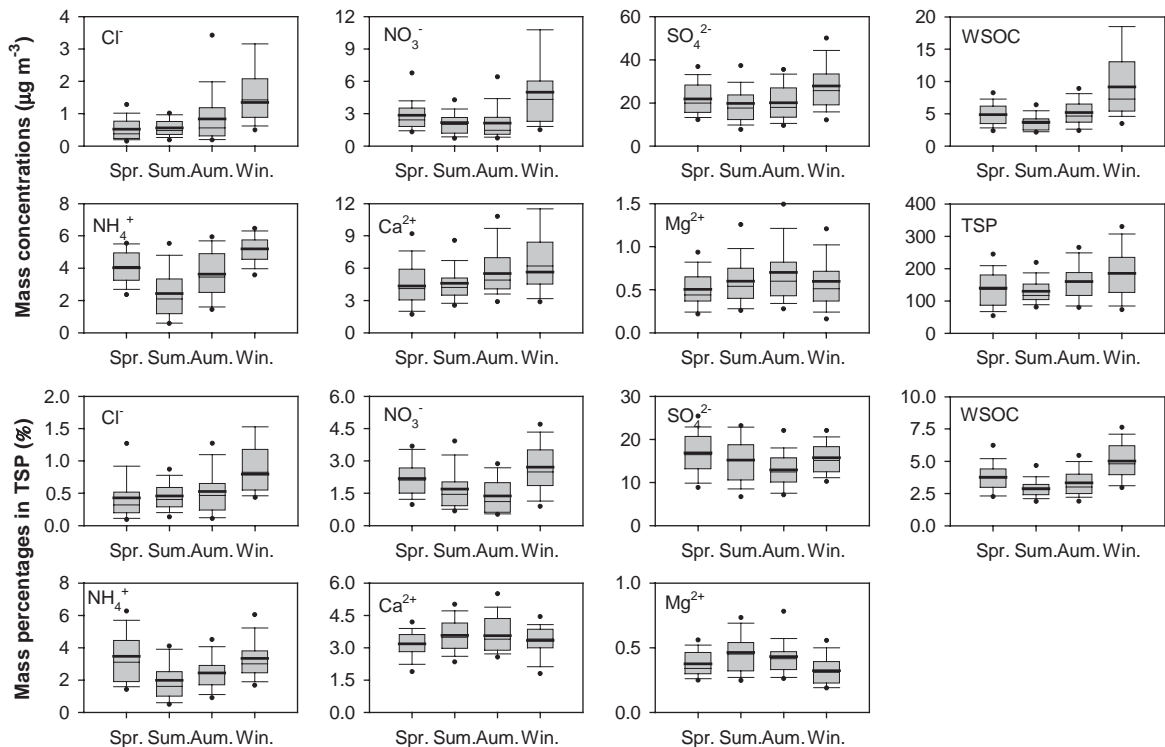 Mass concentrations (μg m-3)
4 3 2 1 0
Cl-
Spr. Sum. Aum. Win.
12 9 6 3 0
NO3-
Spr. Sum. Aum. Win.
60 40 20 0
SO42-
Spr. Sum. Aum. Win.
20 15 10 5 0
WSOC
Spr. Sum. Aum. Win.
8 6 4 2 0
NH4+
Spr. Sum. Aum. Win.
12 9 6 3 0
Ca2+
Spr. Sum. Aum. Win.
1.5 1.0 0.5 0.0
Mg2+
Spr. Sum. Aum. Win.
400 300 200 100 0
TSP
Spr. Sum. Aum. Win.
Mass percentages in TSP (%)
2.0 1.5 1.0 0.5 0.0
Cl-
Spr. Sum. Aum. Win.
6.0 4.5 3.0 1.5 0.0
NO3-
Spr. Sum. Aum. Win.
30 20 10 0
SO42-
Spr. Sum. Aum. Win.
10.0 7.5 5.0 2.5 0.0
WSOC
Spr. Sum. Aum. Win.
8 6 4 2 0
NH4+
Spr. Sum. Aum. Win.
6.0 4.5 3.0 1.5 0.0
Ca2+
Spr. Sum. Aum. Win.
1.0 0.5 0.0
Mg2+
Spr. Sum. Aum. Win.